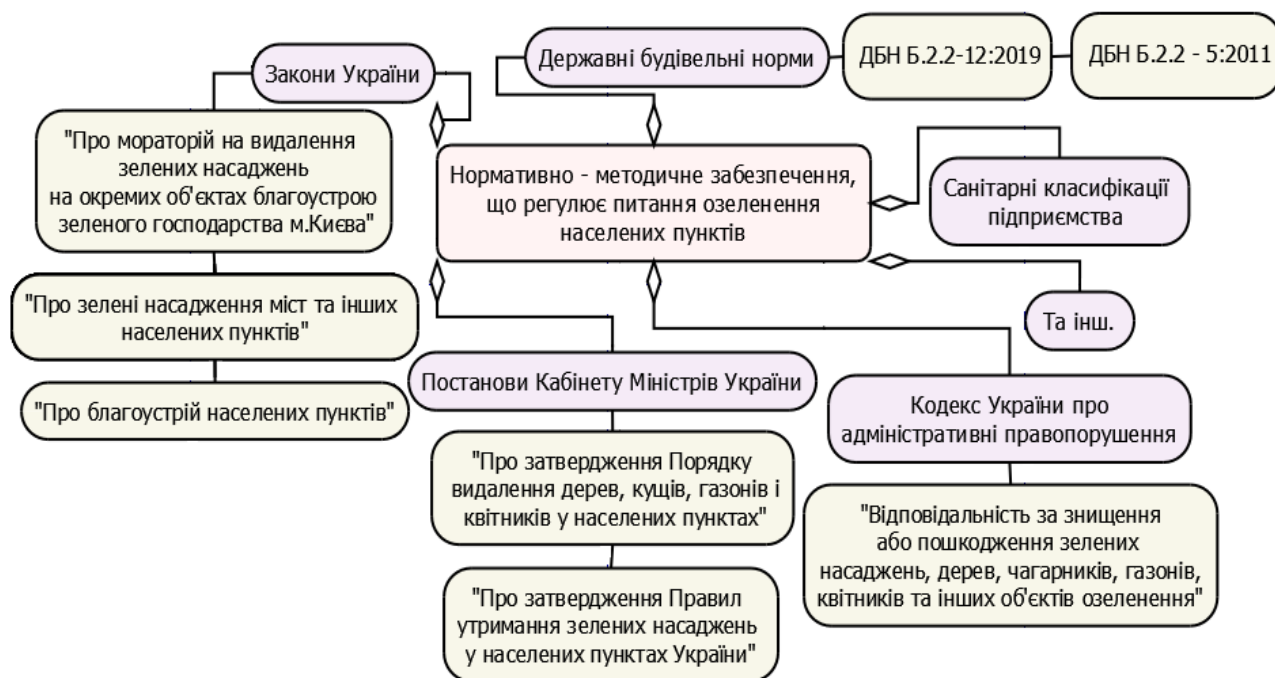 Державні будівельні норми
ДБН Б.2.2-12:2019
ДБН Б.2.2 - 5:2011
Закони України
"Про мораторій на видалення
зелених насаджень
на окремих об'єктах благоустрою
зеленого господарства м.Києва"
"Про зелені насадження міст та інших
населених пунктів"
"Про благоустрій населених пунктів"
Нормативно - методичне забезпечення,
що регулює питання озеленення
населених пунктів
Санітарні класифікації
підприємства
Та інш.
Постанови Кабінету Міністрів України
"Про затвердження Порядку
видалення дерев, кущів, газонів і
квітників у населених пунктах"
"Про затвердження Правил
утримання зелених насаджень
у населених пунктах України"
Кодекс України про
адміністративні правопорушення
"Відповідальність за знищення
або пошкодження зелених
насаджень, дерев, чагарників, газонів,
квітників та інших об'єктів озеленення"